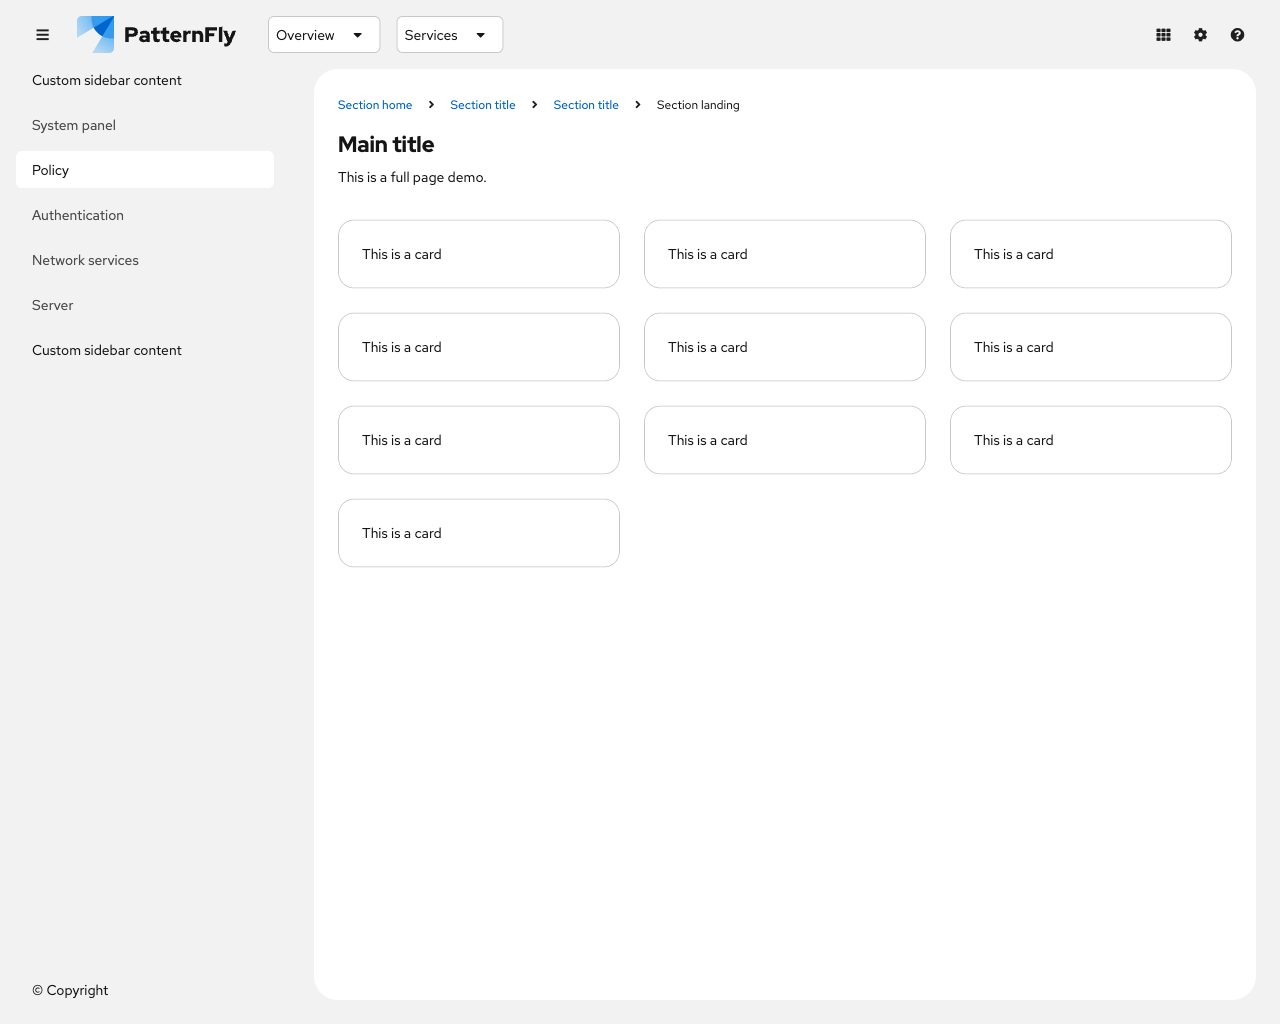 PatternFly
Overview
Services
Custom sidebar content
System panel
Policy
Authentication
Network services
Server
Custom sidebar content
© Copyright
Section home > Section title > Section title > Section landing
Main title
This is a full page demo.
This is a card
This is a card
This is a card
This is a card
This is a card
This is a card
This is a card
This is a card
This is a card
This is a card